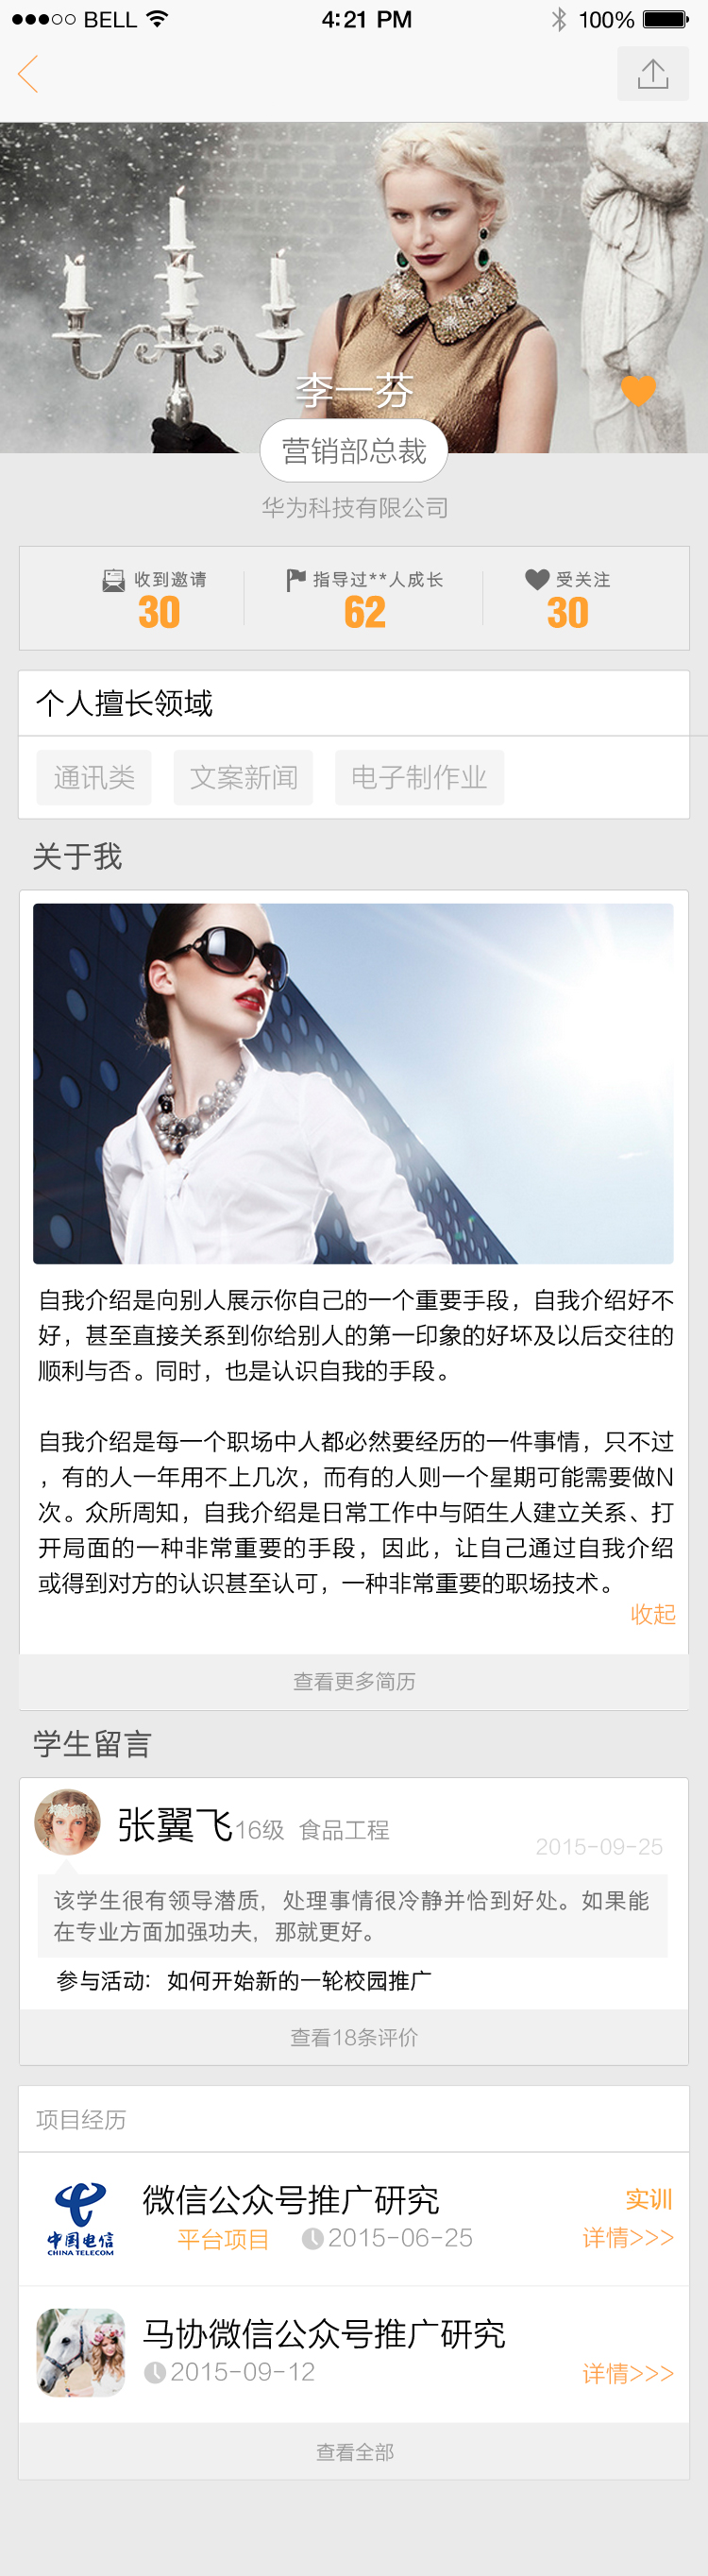 BELL
4:21 PM
100%
李一芬
营销部总裁
华为科技有限公司
收到邀请
30
指导过**人成长
62
受关注
30
个人擅长领域
通讯类
文案新闻
电子制作业
关于我
自我介绍是向别人展示你自己的一个重要手段，自我介绍好不
好，甚至直接关系到你给别人的第一印象的好坏及以后交往的
顺利与否。同时，也是认识自我的手段。
自我介绍是每一个职场中人都必然要经历的一件事情，只不过
，有的人一年用不上几次，而有的人则一个星期可能需要做N
次。众所周知，自我介绍是日常工作中与陌生人建立关系、打
开局面的一种非常重要的手段，因此，让自己通过自我介绍
或得到对方的认识甚至认可，一种非常重要的职场技术。
收起
查看更多简历
学生留言
张翼飞16级 食品工程
2015-09-25
该学生很有领导潜质，处理事情很冷静并恰到好处。如果能
在专业方面加强功夫，那就更好。
参与活动：如何开始新的一轮校园推广
查看18条评价
项目经历
中国电信
CHINA TELECOM
微信公众号推广研究
实训
平台项目
2015-06-25
详情>>>
马协微信公众号推广研究
2015-09-12
详情>>>
查看全部